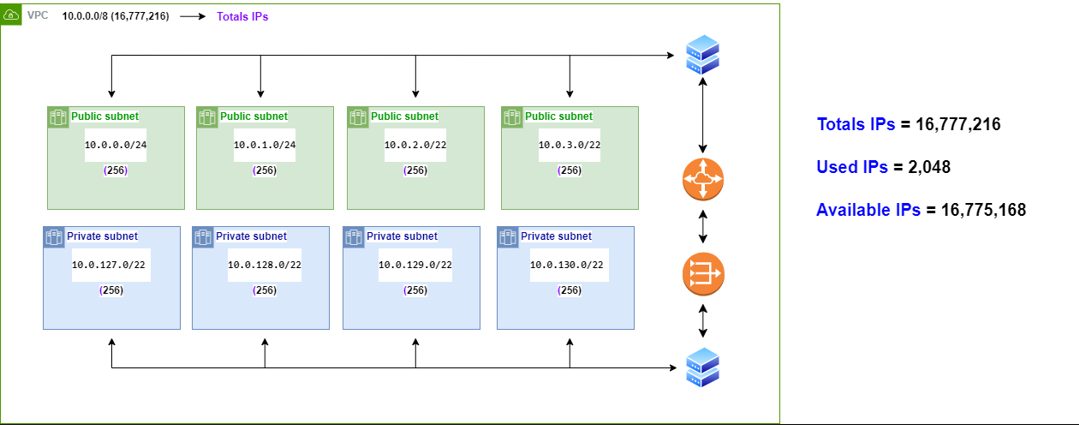 VPC 10.0.0.0/8 (16,777,216) Totals IPs
Public subnet
10.0.0.0/24
(256)
Public subnet
10.0.1.0/24
(256)
Public subnet
10.0.2.0/22
(256)
Public subnet
10.0.3.0/22
(256)
Private subnet
10.0.127.0/22
(256)
Private subnet
10.0.128.0/22
(256)
Private subnet
10.0.129.0/22
(256)
Private subnet
10.0.130.0/22
(256)
Totals IPs = 16,777,216
Used IPs = 2,048
Available IPs = 16,775,168